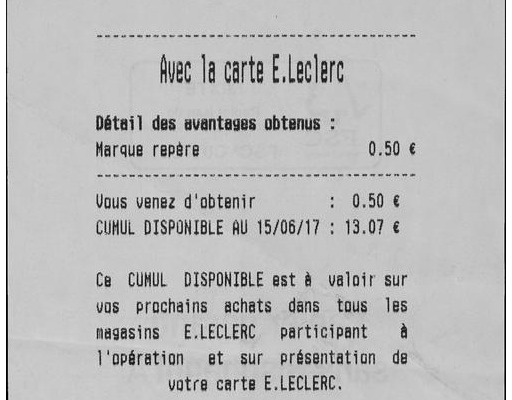 Avec la carte E.Leclerc
Détail des avantages obtenus :
Marque repère 0.50 €
Vous venez d'obtenir : 0.50 €
CUMUL DISPONIBLE AU 15/06/17 : 13.07 €
Ce CUMUL DISPONIBLE est à valoir sur
vos prochains achats dans tous les
magasins E.LECLERC participant à
l'opération et sur présentation de
votre carte E.LECLERC.